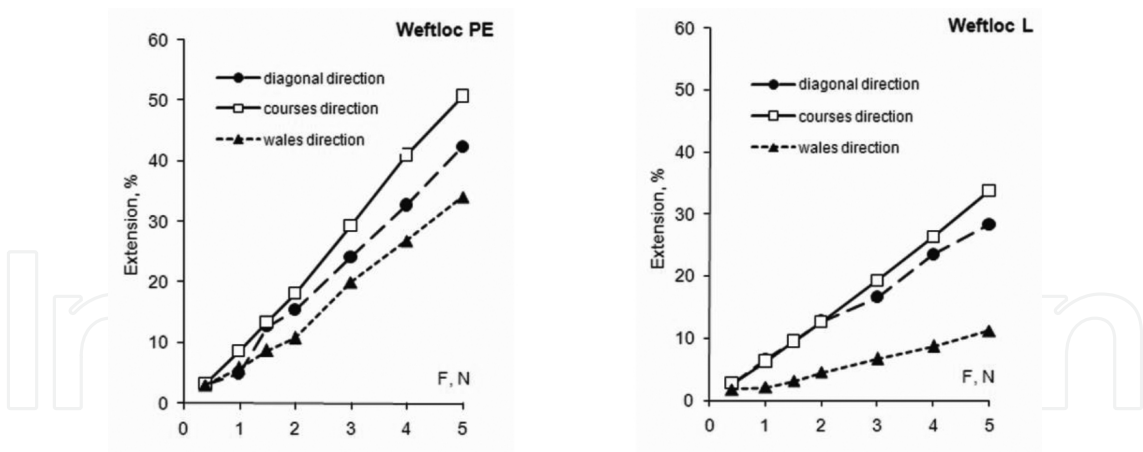 Weftloc PE
60
50
40
30
20
10
0
Extension, %
diagonal direction
courses direction
wales direction
F, N
0 1 2 3 4 5
Weftloc L
60
50
40
30
20
10
0
Extension, %
diagonal direction
courses direction
wales direction
F, N
0 1 2 3 4 5